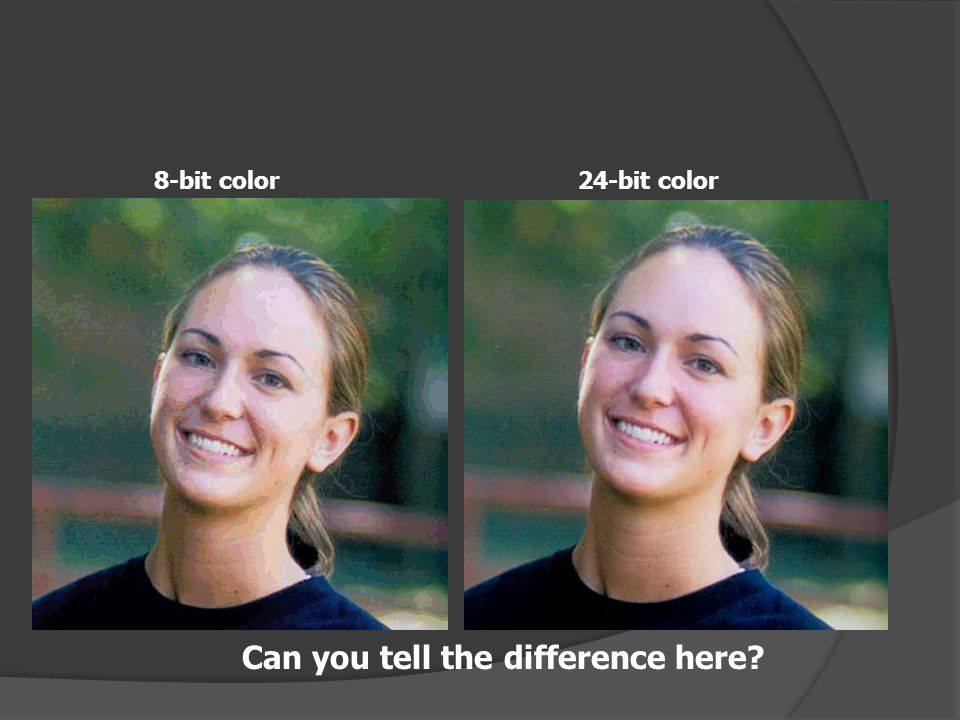 8-bit color
24-bit color
Can you tell the difference here?